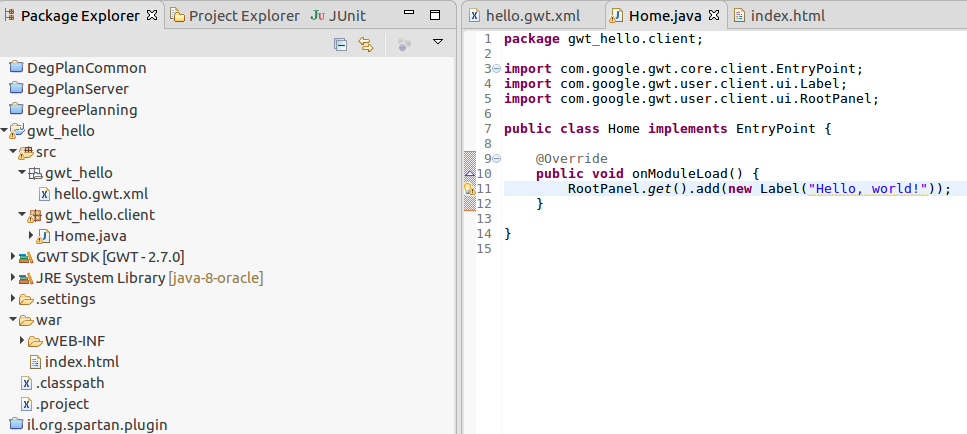 Package Explorer Project Explorer JUnit
DegPlanCommon
DegPlanServer
DegreePlanning
gwt_hello
src
gwt_hello
hello.gwt.xml
gwt_hello.client
Home.java
GWT SDK [GWT - 2.7.0]
JRE System Library [java-8-oracle]
.settings
war
WEB-INF
index.html
.classpath
.project
il.org.spartan.plugin
hello.gwt.xml Home.java index.html
1 package gwt_hello.client;
2
3 import com.google.gwt.core.client.EntryPoint;
4 import com.google.gwt.user.client.ui.Label;
5 import com.google.gwt.user.client.ui.RootPanel;
6
7 public class Home implements EntryPoint {
8
9 @Override
10 public void onModuleLoad() {
11 RootPanel.get().add(new Label("Hello, world!"));
12 }
13
14 }
15